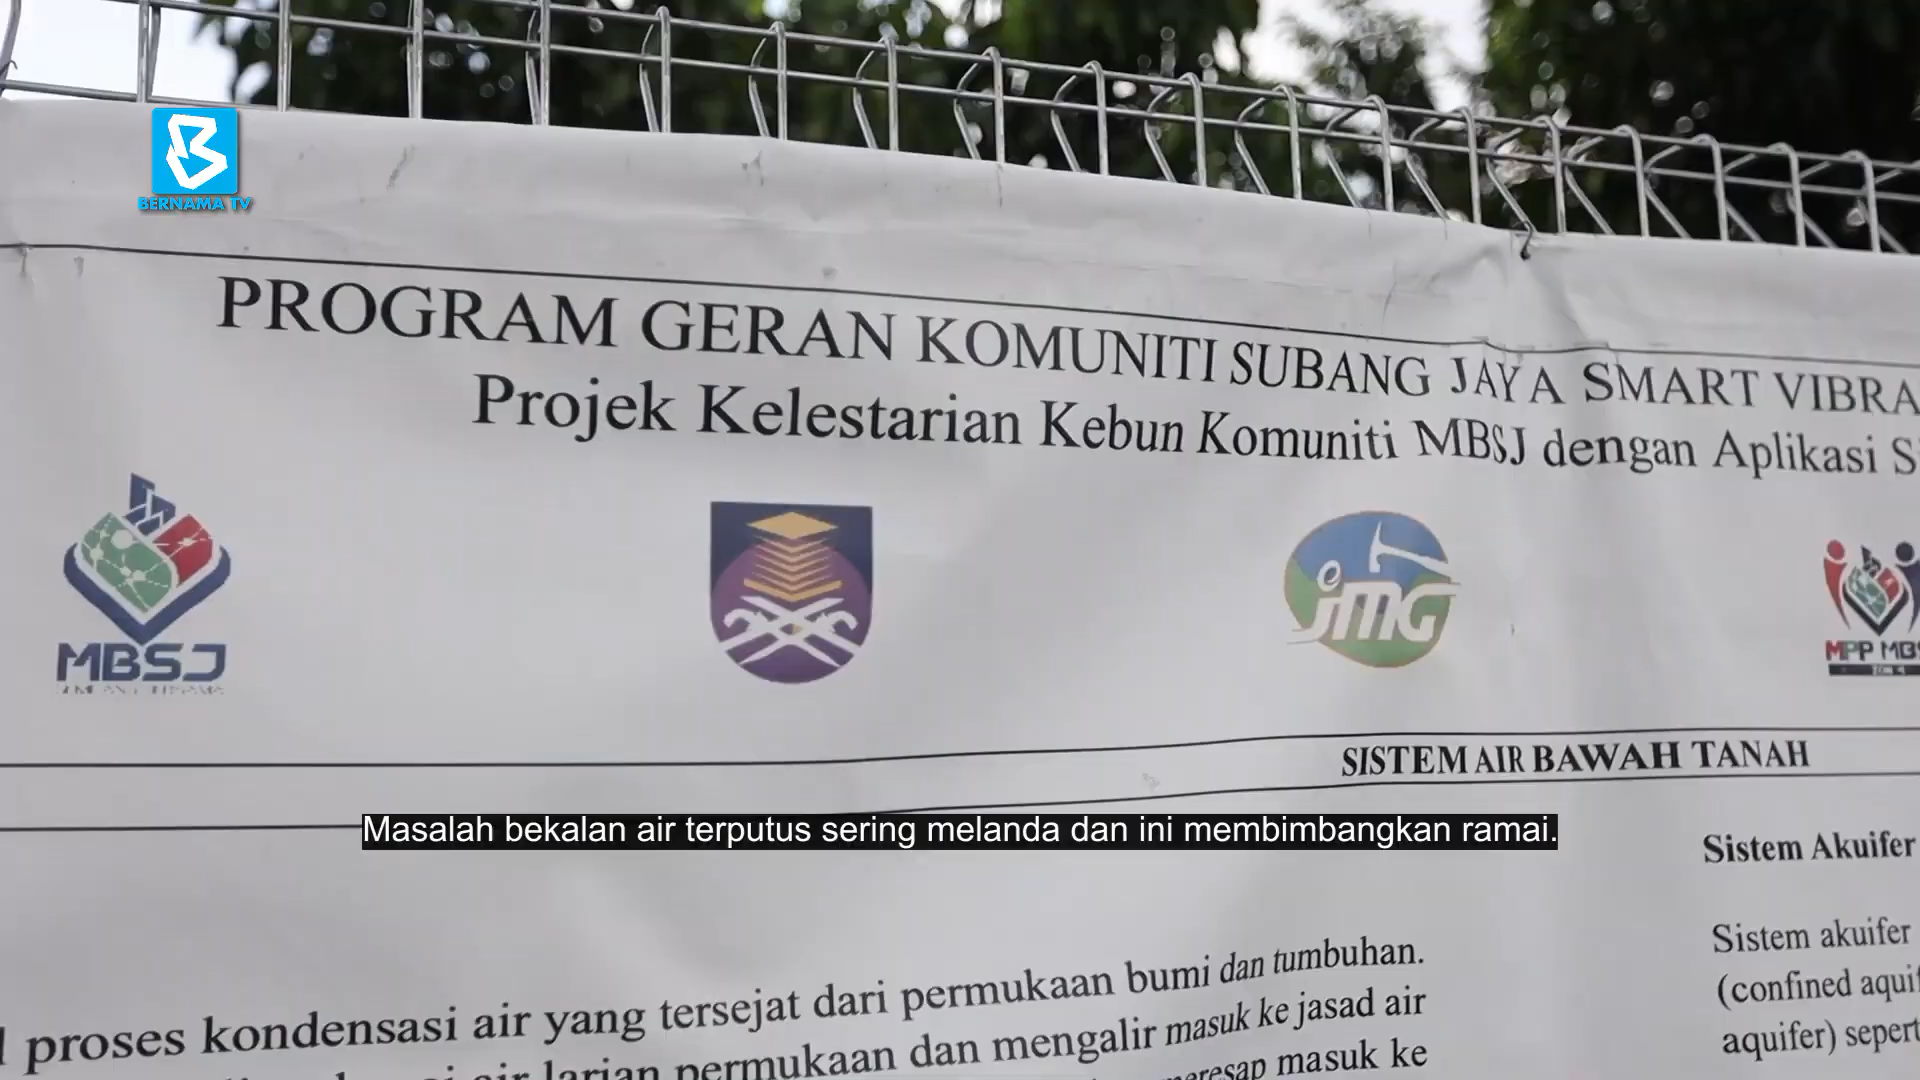 BERNAMA TV
PROGRAM GERAN KOMUNITI SUBANG JAYA SMART VIBRA
Projek Kelestarian Kebun Komuniti MBSJ dengan Aplikasi S
MBSJ
JMG
MPP MBS
SISTEM AIR BAWAH TANAH
Masalah bekalan air terputus sering melanda dan ini membimbangkan ramai.
Sistem Akuifer
proses kondensasi air yang tersejat dari permukaan bumi dan tumbuhan.
air larian permukaan dan mengalir masuk ke jasad air
meresap masuk ke
Sistem akuifer
(confined aquif
aquifer) sepert